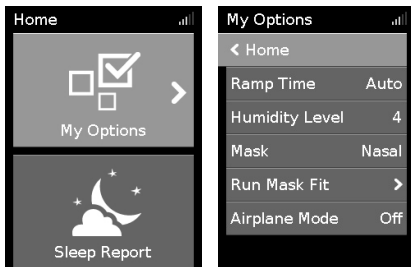 Home
My Options
Sleep Report
My Options
Home
Ramp Time Auto
Humidity Level 4
Mask Nasal
Run Mask Fit
Airplane Mode Off